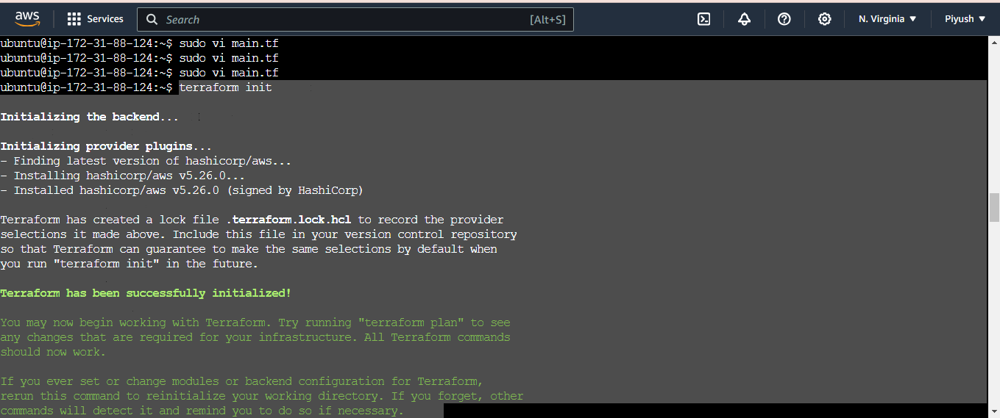 aws Services Search [Alt+S] N. Virginia Piyush
ubuntu@ip-172-31-88-124:~$ sudo vi main.tf
ubuntu@ip-172-31-88-124:~$ sudo vi main.tf
ubuntu@ip-172-31-88-124:~$ sudo vi main.tf
ubuntu@ip-172-31-88-124:~$ terraform init
Initializing the backend...
Initializing provider plugins...
- Finding latest version of hashicorp/aws...
- Installing hashicorp/aws v5.26.0...
- Installed hashicorp/aws v5.26.0 (signed by HashiCorp)
Terraform has created a lock file .terraform.lock.hcl to record the provider
selections it made above. Include this file in your version control repository
so that Terraform can guarantee to make the same selections by default when
you run "terraform init" in the future.
Terraform has been successfully initialized!
You may now begin working with Terraform. Try running "terraform plan" to see
any changes that are required for your infrastructure. All Terraform commands
should now work.
If you ever set or change modules or backend configuration for Terraform,
rerun this command to reinitialize your working directory. If you forget, other
commands will detect it and remind you to do so if necessary.